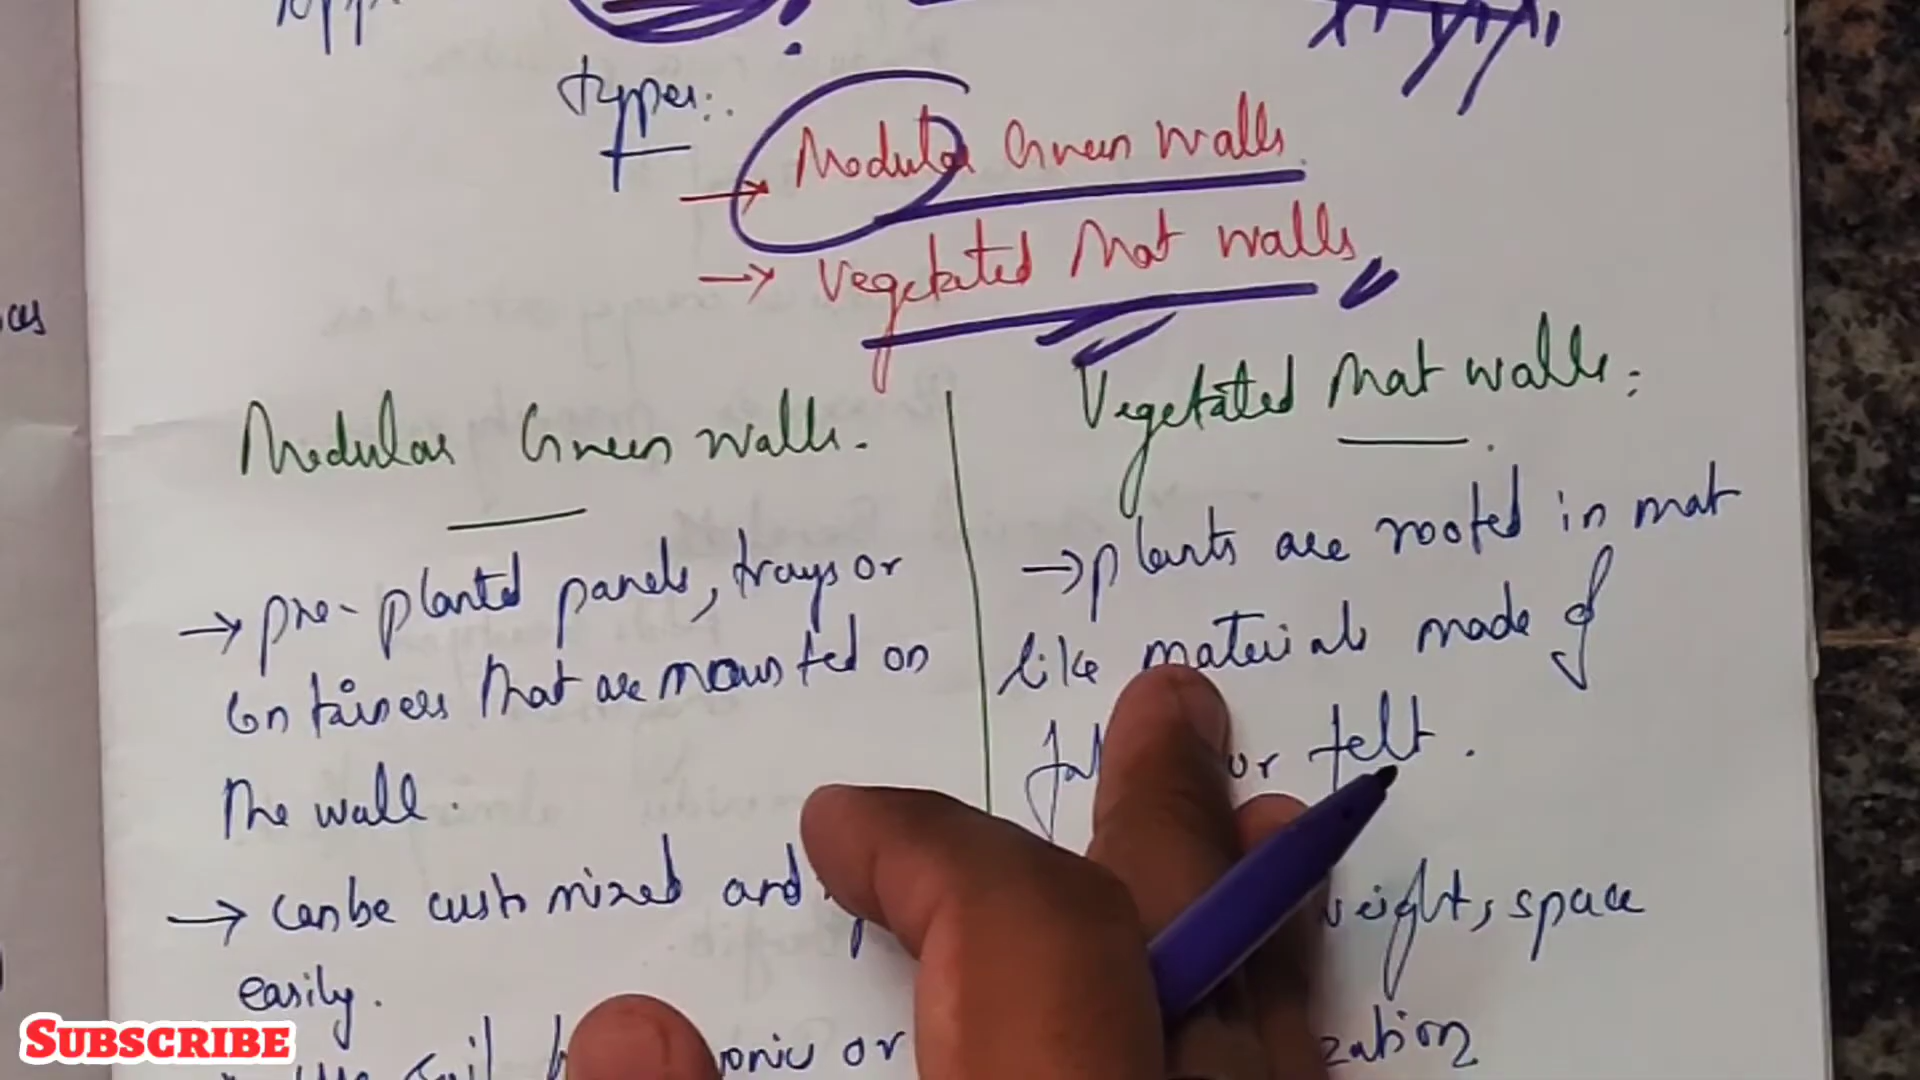 types:
→ Modular Green Walls.
→ Vegetated Mat walls
Modular Green walls.
→ pre-planted panels, trays or
containers that are mounted on
the wall.
→ can be customized and
easily.
soil or
Vegetated Mat walls:
→ plants are rooted in mat
like materials made of
or felt.
space
SUBSCRIBE